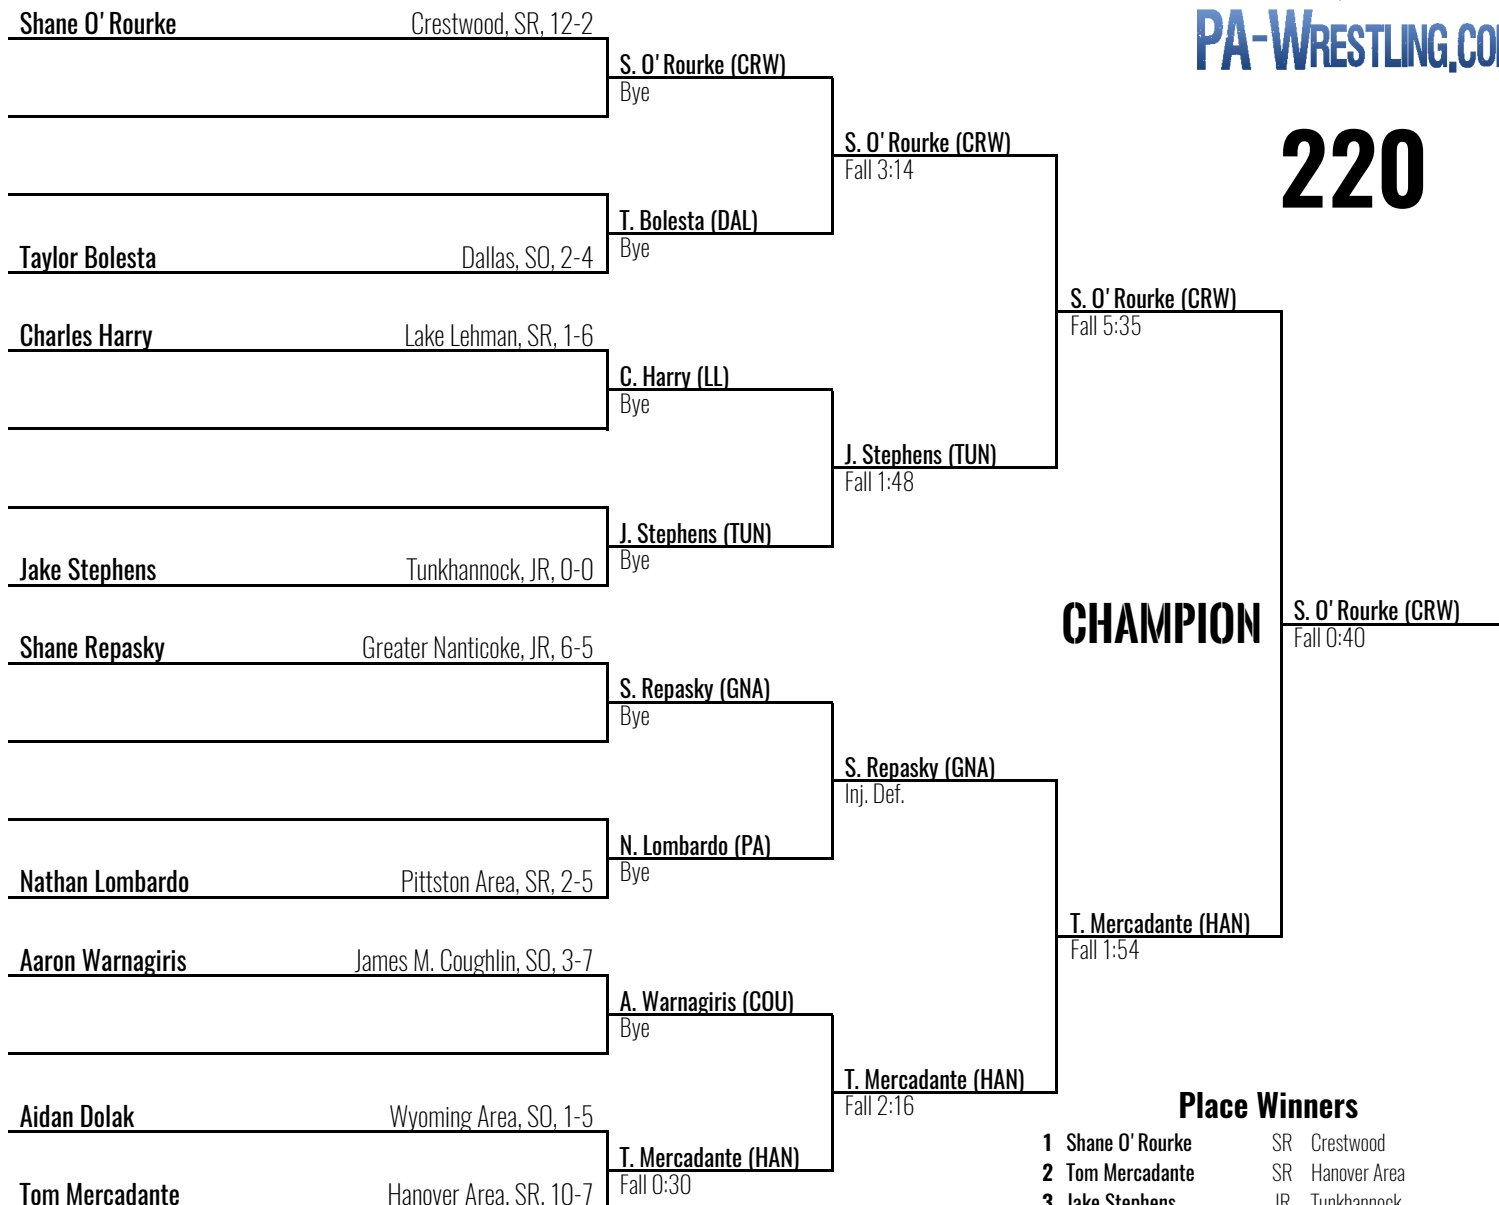 Shane O'Rourke Crestwood, SR, 12-2
PA-WRESTLING.CO
S. O'Rourke (CRW)
Bye
220
S. O'Rourke (CRW)
Fall 3:14
T. Bolesta (DAL)
Bye
Taylor Bolesta Dallas, SO, 2-4
S. O'Rourke (CRW)
Fall 5:35
Charles Harry Lake Lehman, SR, 1-6
C. Harry (LL)
Bye
J. Stephens (TUN)
Fall 1:48
J. Stephens (TUN)
Bye
Jake Stephens Tunkhannock, JR, 0-0
CHAMPION
S. O'Rourke (CRW)
Fall 0:40
Shane Repasky Greater Nanticoke, JR, 6-5
S. Repasky (GNA)
Bye
S. Repasky (GNA)
Inj. Def.
N. Lombardo (PA)
Bye
Nathan Lombardo Pittston Area, SR, 2-5
T. Mercadante (HAN)
Fall 1:54
Aaron Warnagiris James M. Coughlin, SO, 3-7
A. Warnagiris (COU)
Bye
T. Mercadante (HAN)
Fall 2:16
Aidan Dolak Wyoming Area, SO, 1-5
T. Mercadante (HAN)
Fall 0:30
Tom Mercadante Hanover Area, SR, 10-7
Place Winners
1 Shane O'Rourke SR Crestwood
2 Tom Mercadante SR Hanover Area
3 Jake Stephens JR Tunkhannock